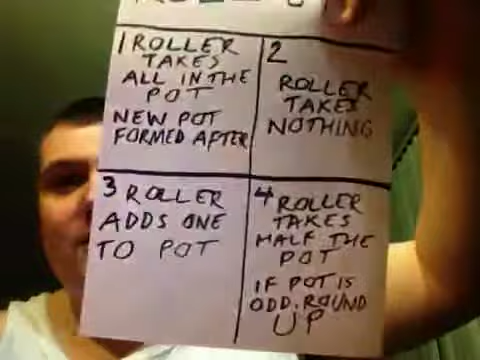 1 ROLLER
TAKES
ALL IN THE
POT
NEW POT
FORMED AFTER
2
ROLLER
TAKES
NOTHING
3 ROLLER
ADDS ONE
TO POT
4 ROLLER
TAKES
HALF THE
POT
IF POT IS
ODD. ROUND
UP